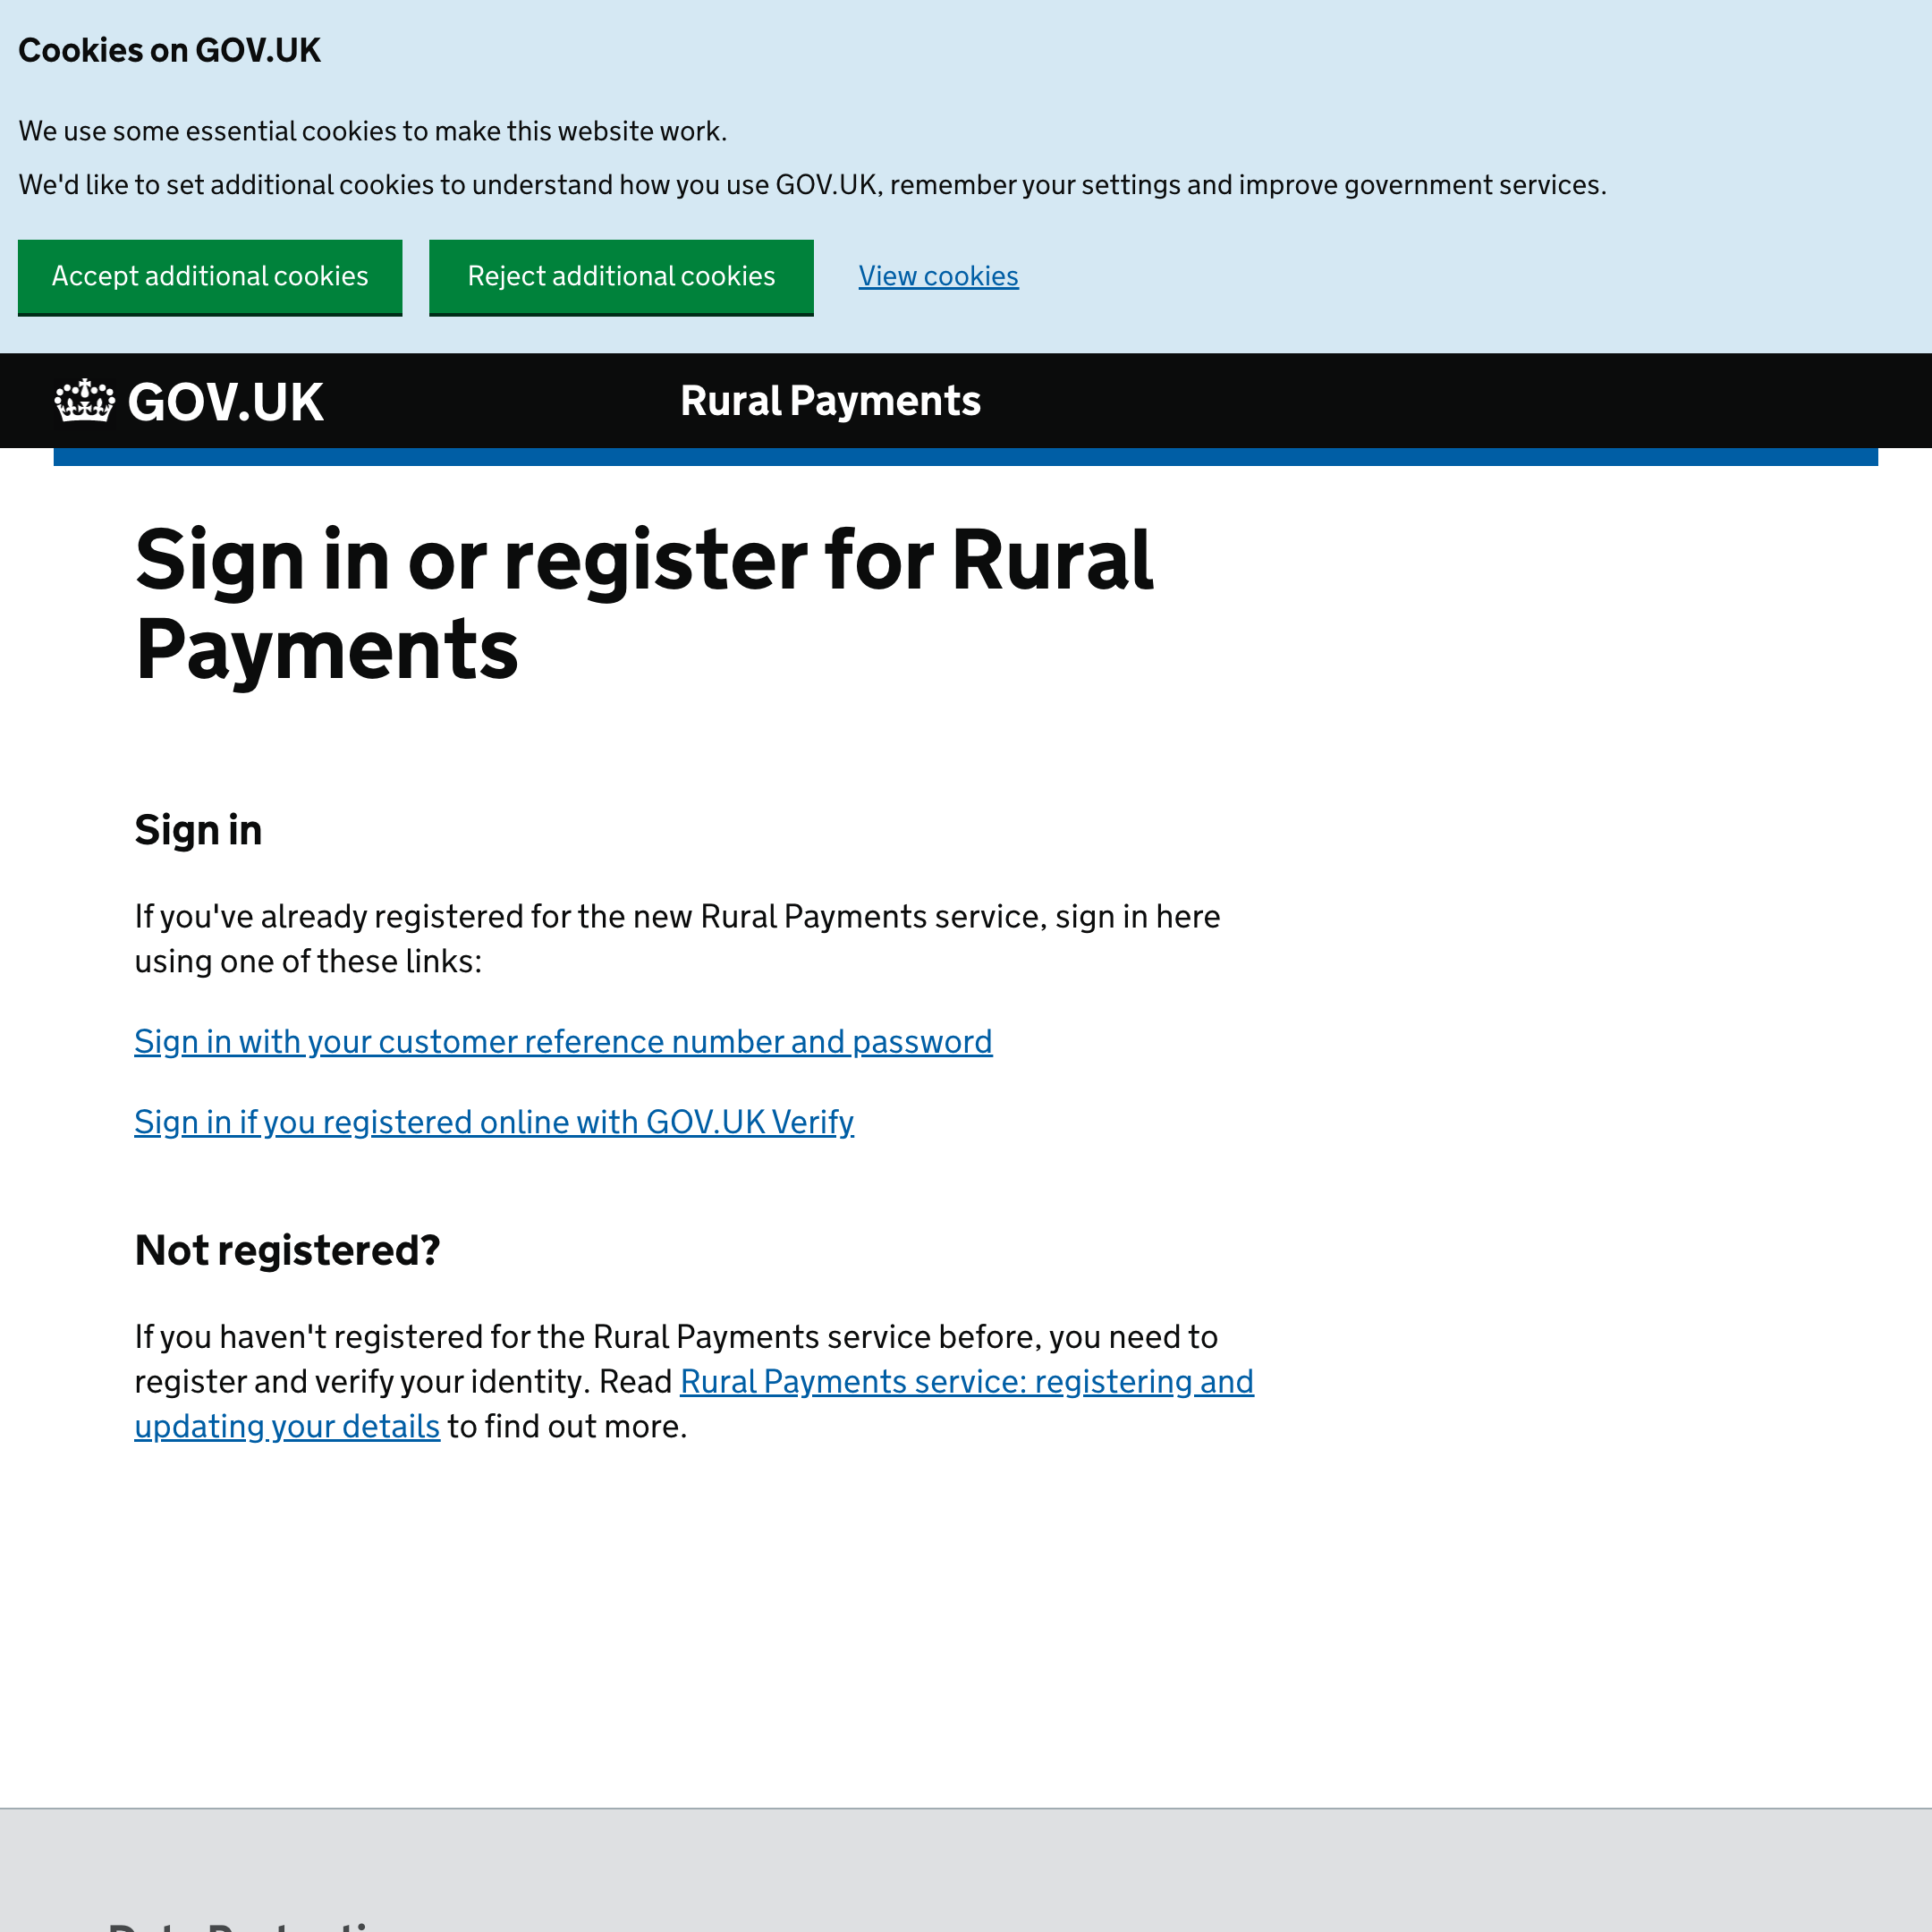 Cookies on GOV.UK
We use some essential cookies to make this website work.
We'd like to set additional cookies to understand how you use GOV.UK, remember your settings and improve government services.
Accept additional cookies Reject additional cookies View cookies
GOV.UK Rural Payments
Sign in or register for Rural
Payments
Sign in
If you've already registered for the new Rural Payments service, sign in here
using one of these links:
Sign in with your customer reference number and password
Sign in if you registered online with GOV.UK Verify
Not registered?
If you haven't registered for the Rural Payments service before, you need to
register and verify your identity. Read Rural Payments service: registering and
updating your details to find out more.